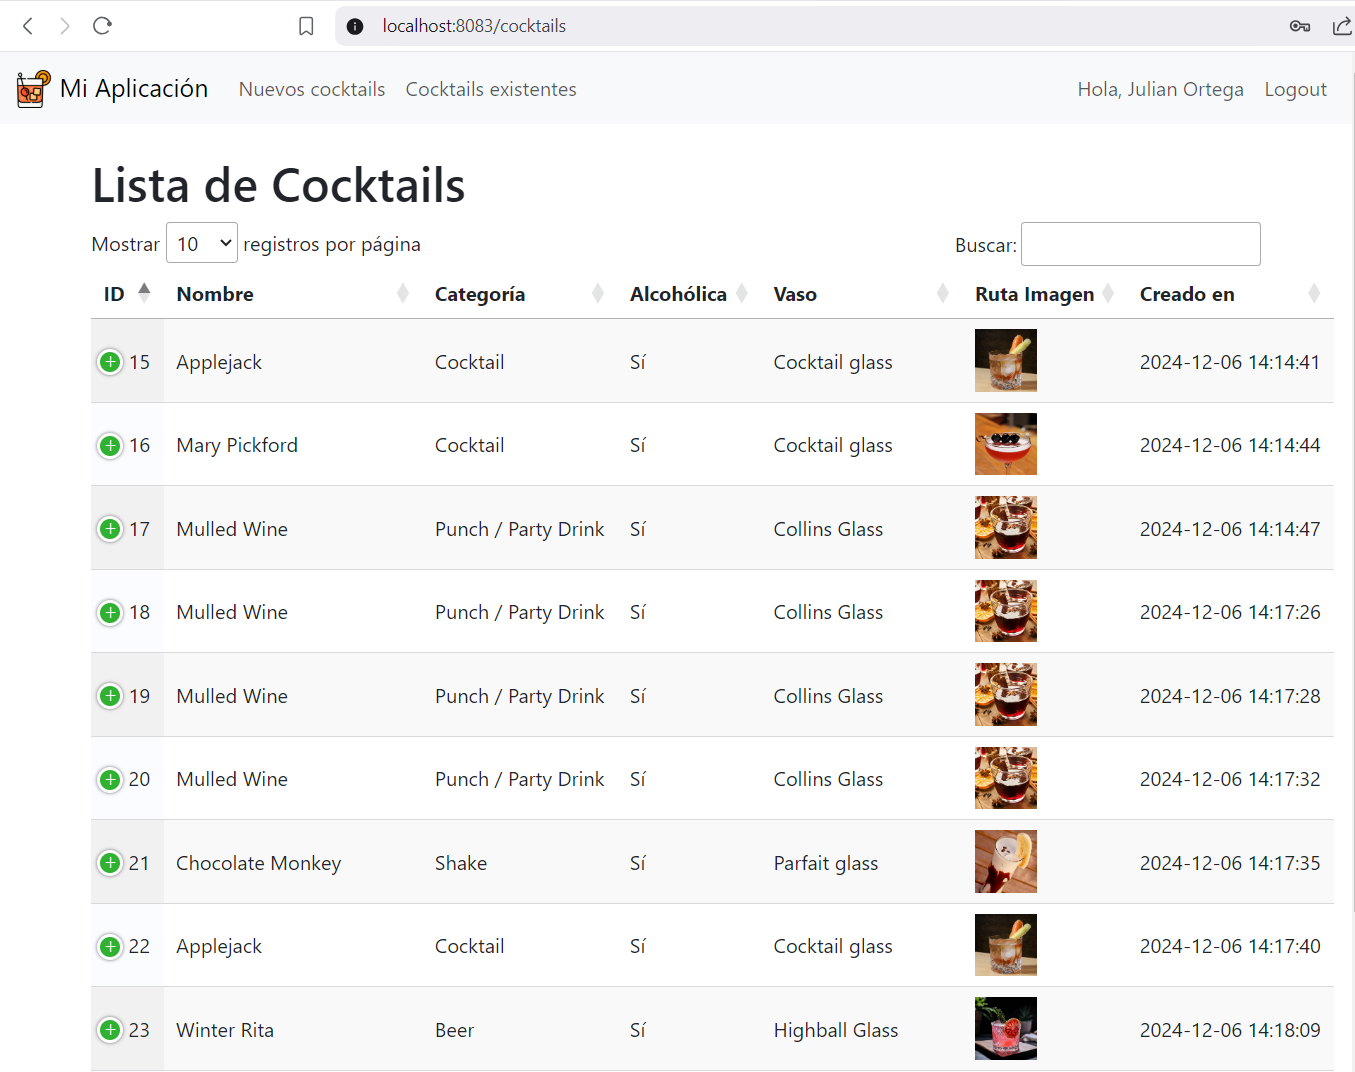 localhost:8083/cocktails
Mi Aplicación Nuevos cocktails Cocktails existentes Hola, Julian Ortega Logout
Lista de Cocktails
Mostrar 10 registros por página Buscar:
ID Nombre Categoría Alcohólica Vaso Ruta Imagen Creado en
15 Applejack Cocktail Sí Cocktail glass 2024-12-06 14:14:41
16 Mary Pickford Cocktail Sí Cocktail glass 2024-12-06 14:14:44
17 Mulled Wine Punch / Party Drink Sí Collins Glass 2024-12-06 14:14:47
18 Mulled Wine Punch / Party Drink Sí Collins Glass 2024-12-06 14:17:26
19 Mulled Wine Punch / Party Drink Sí Collins Glass 2024-12-06 14:17:28
20 Mulled Wine Punch / Party Drink Sí Collins Glass 2024-12-06 14:17:32
21 Chocolate Monkey Shake Sí Parfait glass 2024-12-06 14:17:35
22 Applejack Cocktail Sí Cocktail glass 2024-12-06 14:17:40
23 Winter Rita Beer Sí Highball Glass 2024-12-06 14:18:09